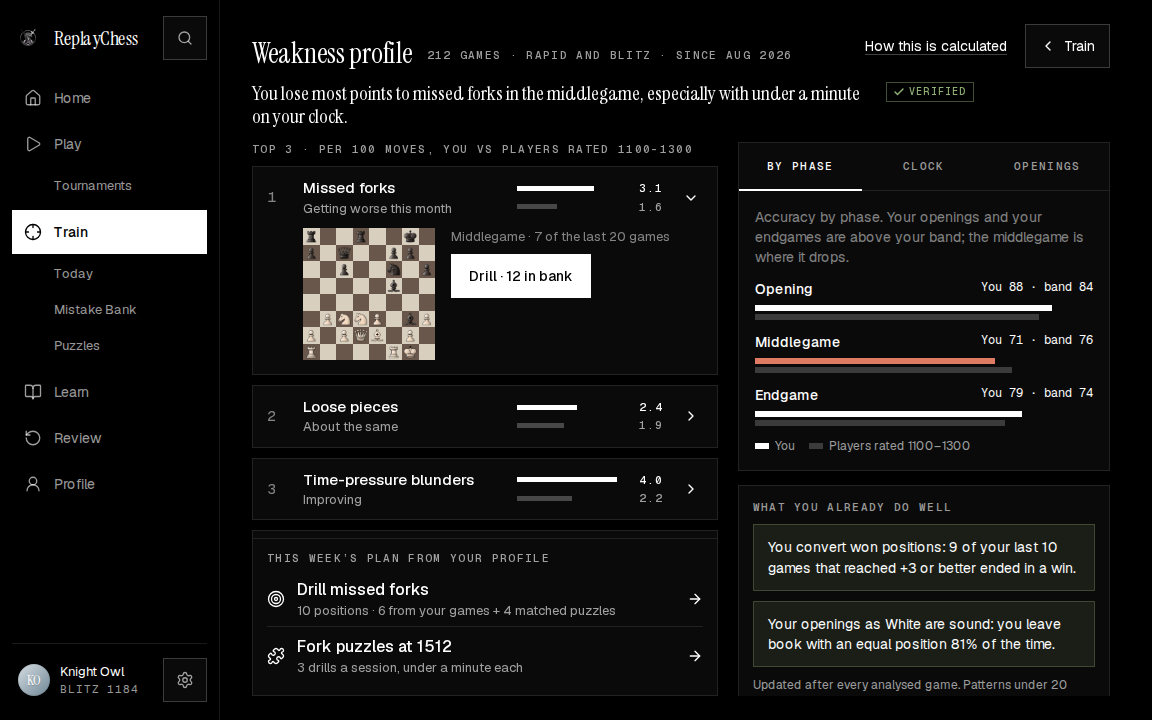 ReplayChess
Home
Play
Tournaments
Train
Today
Mistake Bank
Puzzles
Learn
Review
Profile
KO
Knight Owl
BLITZ 1184
Weakness profile
212 GAMES · RAPID AND BLITZ · SINCE AUG 2026
How this is calculated
Train
You lose most points to missed forks in the middlegame, especially with under a minute
on your clock.
VERIFIED
TOP 3 · PER 100 MOVES, YOU VS PLAYERS RATED 1100-1300
1
Missed forks
Getting worse this month
3.1
1.6
Middlegame · 7 of the last 20 games
Drill · 12 in bank
2
Loose pieces
About the same
2.4
1.9
3
Time-pressure blunders
Improving
4.0
2.2
THIS WEEK'S PLAN FROM YOUR PROFILE
Drill missed forks
10 positions · 6 from your games + 4 matched puzzles
Fork puzzles at 1512
3 drills a session, under a minute each
BY PHASE
CLOCK
OPENINGS
Accuracy by phase. Your openings and your
endgames are above your band; the middlegame is
where it drops.
Opening
You 88 · band 84
Middlegame
You 71 · band 76
Endgame
You 79 · band 74
You
Players rated 1100–1300
WHAT YOU ALREADY DO WELL
You convert won positions: 9 of your last 10
games that reached +3 or better ended in a win.
Your openings as White are sound: you leave
book with an equal position 81% of the time.
Updated after every analysed game. Patterns under 20